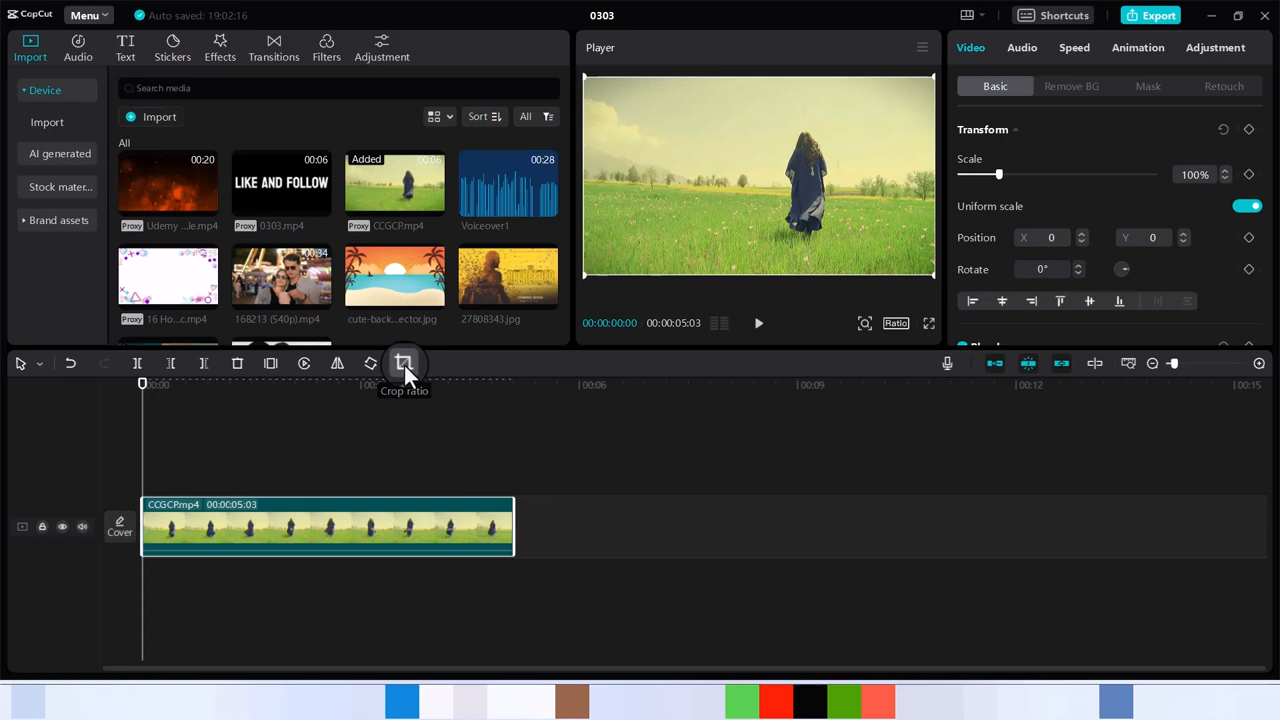 CapCut
Menu
Auto saved: 19:02:16
0303
Shortcuts
Export
Import
Audio
Text
Stickers
Effects
Transitions
Filters
Adjustment
Device
Import
AI generated
Stock mater...
Brand assets
Search media
Import
Sort
All
All
00:20
00:06
LIKE AND FOLLOW
Added
00:06
00:28
Proxy Udemy ...le.mp4
Proxy 0303.mp4
Proxy CCGCP.mp4
Voiceover1
00:34
COMING SOON
Proxy 16 Ho...c.mp4
168213 (540p).mp4
cute-back...ector.jpg
27808343.jpg
Player
00:00:00:00
00:00:05:03
Ratio
Video
Audio
Speed
Animation
Adjustment
Basic
Remove BG
Mask
Retouch
Transform
Scale
100%
Uniform scale
Position
X 0
Y 0
Rotate
0°
Crop ratio
00:00
|00:06
|00:09
|00:12
|00:15
CCGCP.mp4 00:00:05:03
Cover